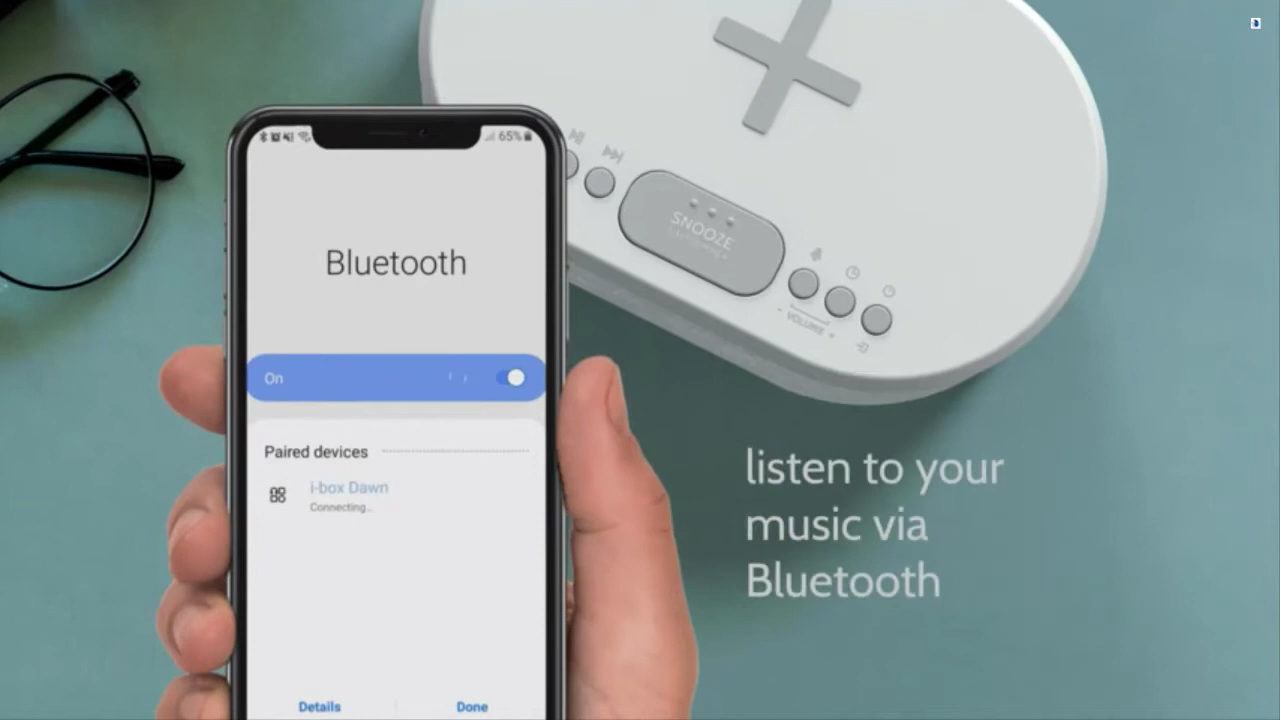 65%
Bluetooth
On
Paired devices
i-box Dawn
Connecting...
Details
Done
SNOOZE
- VOLUME +
listen to your
music via
Bluetooth